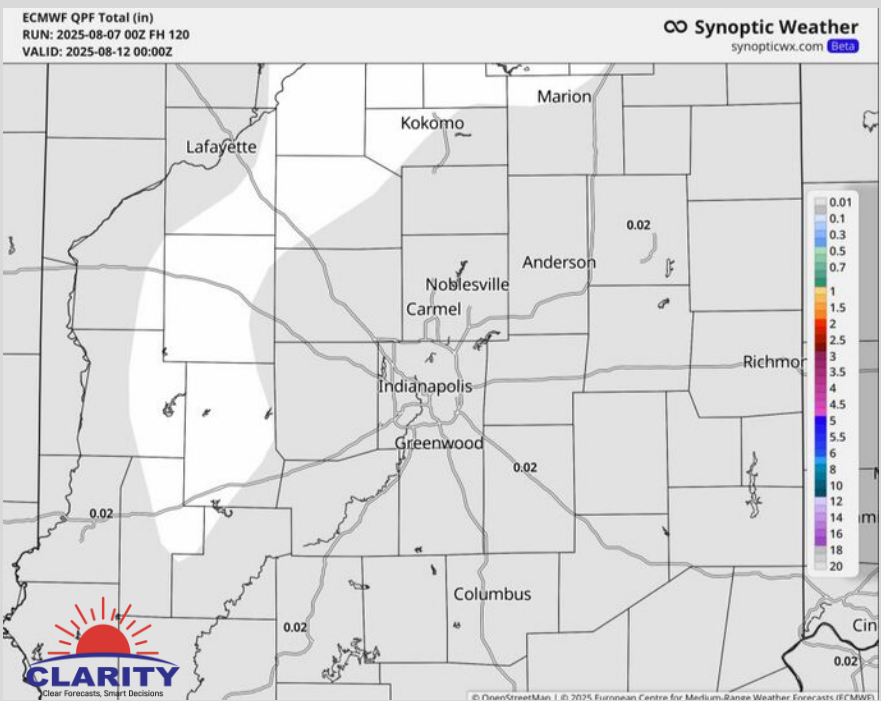 ECMWF QPF Total (in)
RUN: 2025-08-07 00Z FH 120
VALID: 2025-08-12 00:00Z
Synoptic Weather
synopticwx.com Beta
Marion
Kokomo
Lafayette
0.02
Anderson
Noblesville
Carmel
Richmor
Indianapolis
Greenwood
0.02
0.02
Columbus
0.02
Cin
0.02
0.01
0.1
0.3
0.5
0.7
1
1.5
2
2.5
3
3.5
4
4.5
5
5.5
6
8
10
12
14
16
18
20
CLARITY
Clear Forecasts, Smart Decisions
© OpenStreetMap | © 2025 European Centre for Medium-Range Weather Forecasts (ECMWF)